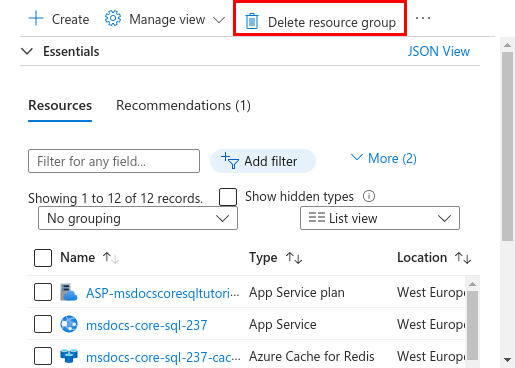 Create Manage view Delete resource group ...
Essentials JSON View
Resources Recommendations (1)
Filter for any field... Add filter More (2)
Showing 1 to 12 of 12 records. Show hidden types
No grouping List view
Name Type Location
ASP-msdocscoresqltutori... App Service plan West Europe
msdocs-core-sql-237 App Service West Europe
msdocs-core-sql-237-cac... Azure Cache for Redis West Europe